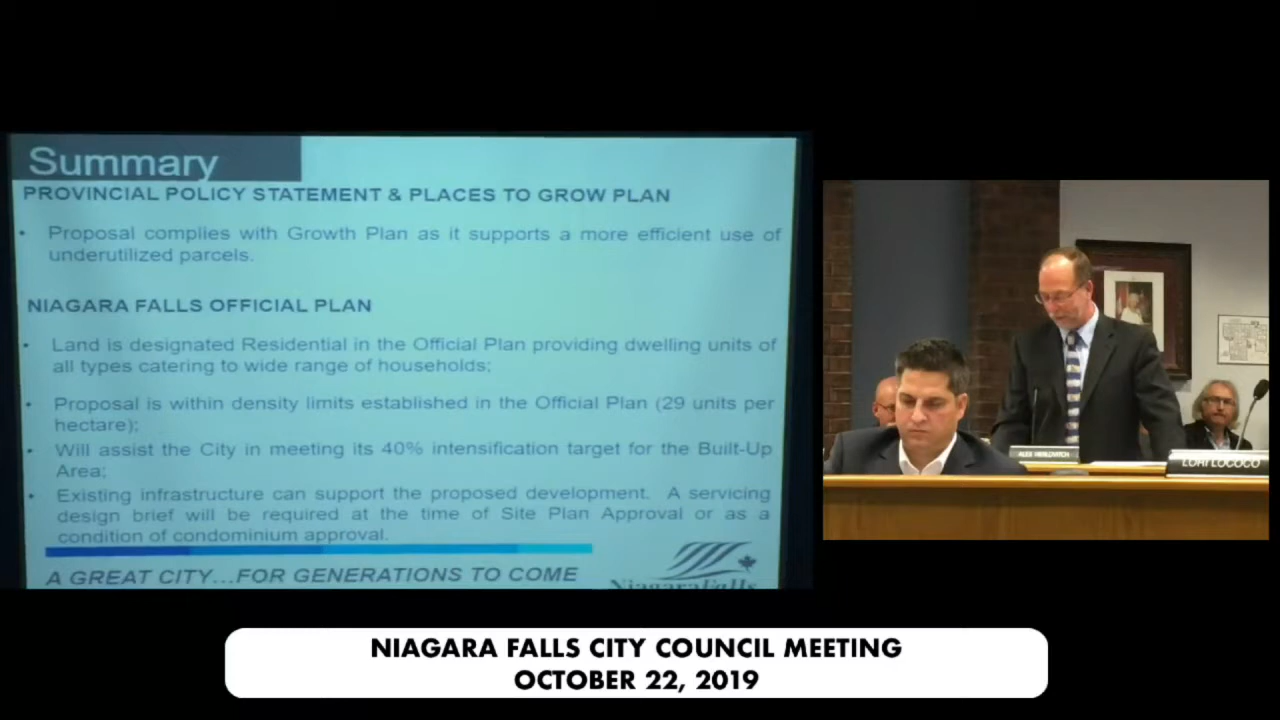 Summary
PROVINCIAL POLICY STATEMENT & PLACES TO GROW PLAN
• Proposal complies with Growth Plan as it supports a more efficient use of
underutilized parcels.
NIAGARA FALLS OFFICIAL PLAN
• Land is designated Residential in the Official Plan providing dwelling units of
all types catering to wide range of households;
• Proposal is within density limits established in the Official Plan (29 units per
hectare);
• Will assist the City in meeting its 40% intensification target for the Built-Up
Area;
• Existing infrastructure can support the proposed development. A servicing
design brief will be required at the time of Site Plan Approval or as a
condition of condominium approval.
A GREAT CITY...FOR GENERATIONS TO COME
Niagara Falls
ALEX HERLOVITCH
LORI LOCOCO
NIAGARA FALLS CITY COUNCIL MEETING
OCTOBER 22, 2019